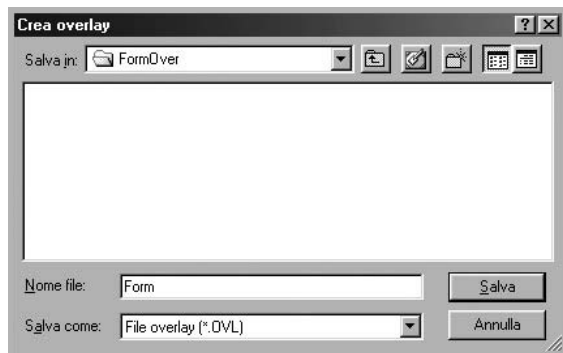 Crea overlay
Salva in: FormOver
Nome file: Form Salva
Salva come: File overlay (*.OVL) Annulla